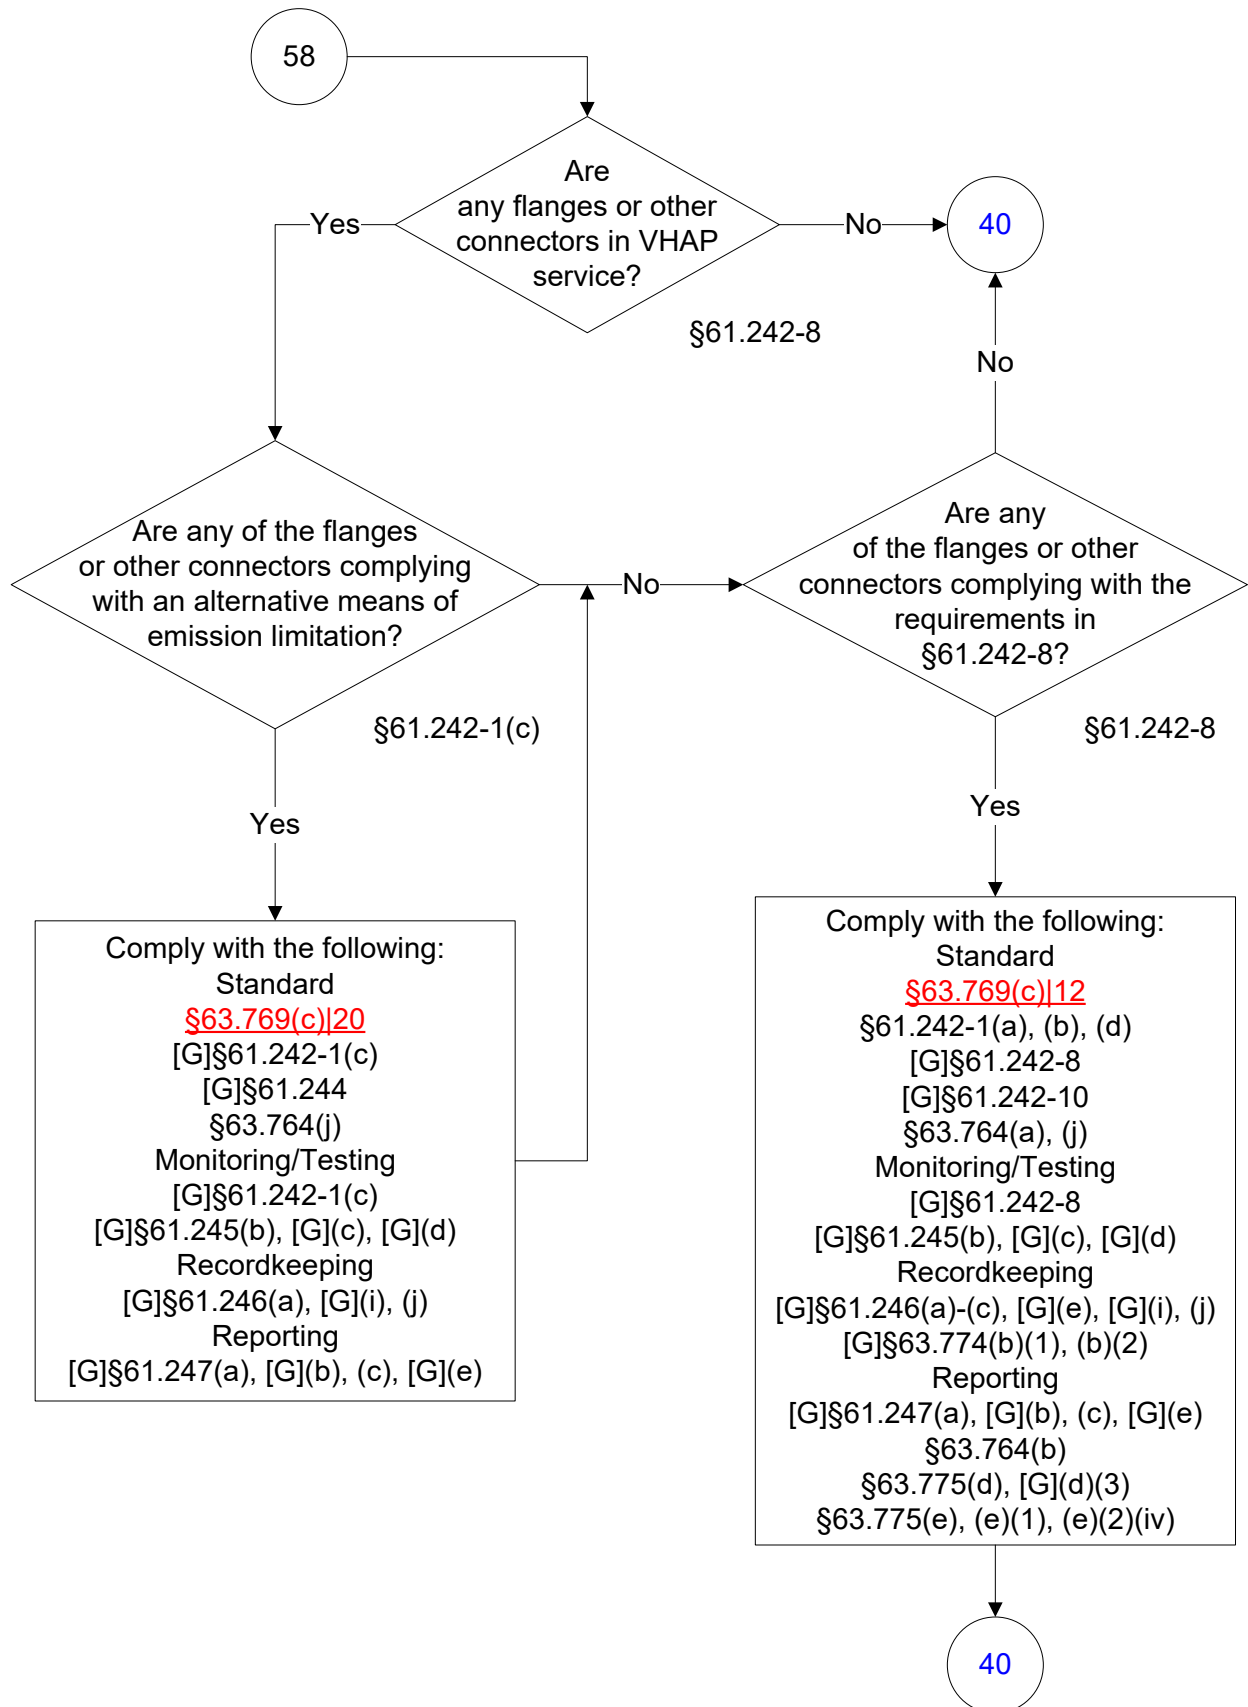 58
Are
any flanges or other
connectors in VHAP
service?
Yes
No
40
§61.242-8
No
Are any of the flanges
or other connectors complying
with an alternative means of
emission limitation?
No
Are any
of the flanges or other
connectors complying with the
requirements in
§61.242-8?
§61.242-1(c)
§61.242-8
Yes
Yes
Comply with the following:
Standard
§63.769(c)|20
[G]§61.242-1(c)
[G]§61.244
§63.764(j)
Monitoring/Testing
[G]§61.242-1(c)
[G]§61.245(b), [G](c), [G](d)
Recordkeeping
[G]§61.246(a), [G](i), (j)
Reporting
[G]§61.247(a), [G](b), (c), [G](e)
Comply with the following:
Standard
§63.769(c)|12
§61.242-1(a), (b), (d)
[G]§61.242-8
[G]§61.242-10
§63.764(a), (j)
Monitoring/Testing
[G]§61.242-8
[G]§61.245(b), [G](c), [G](d)
Recordkeeping
[G]§61.246(a)-(c), [G](e), [G](i), (j)
[G]§63.774(b)(1), (b)(2)
Reporting
[G]§61.247(a), [G](b), (c), [G](e)
§63.764(b)
§63.775(d), [G](d)(3)
§63.775(e), (e)(1), (e)(2)(iv)
40